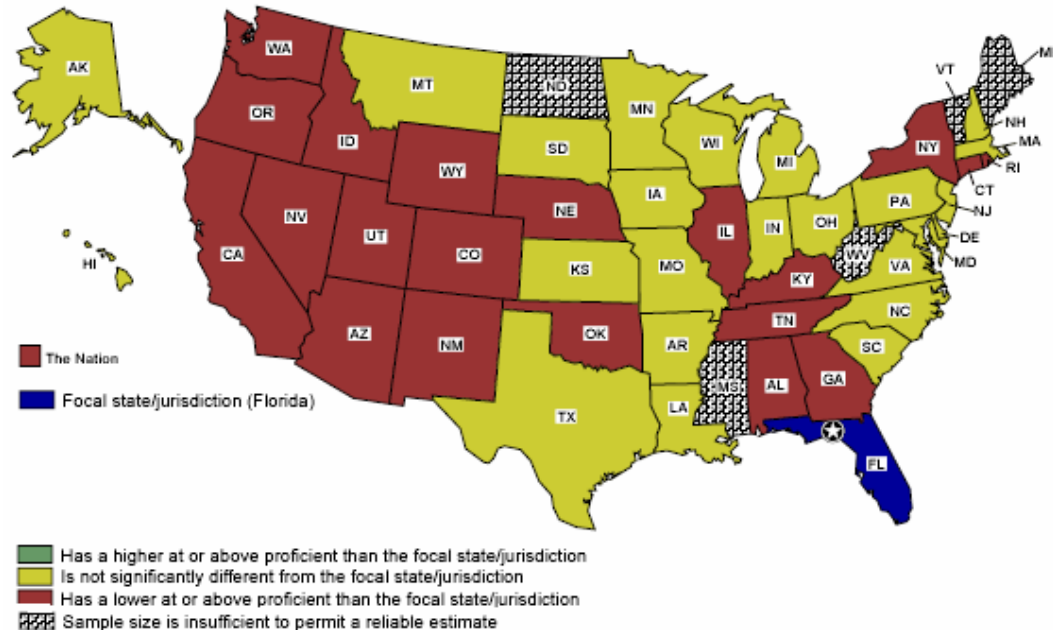 WA
AK
MT
ND
VT
MN
OR
NH
ID
SD
WI
NY
MA
MI
RI
WY
CT
IA
PA
NE
NJ
NV
OH
IL
IN
UT
DE
CA
CO
WV
MD
HI
KS
MO
VA
KY
NC
TN
AZ
OK
NM
AR
SC
The Nation
GA
MS
AL
Focal state/jurisdiction (Florida)
LA
TX
FL
Has a higher at or above proficient than the focal state/jurisdiction
Is not significantly different from the focal state/jurisdiction
Has a lower at or above proficient than the focal state/jurisdiction
Sample size is insufficient to permit a reliable estimate